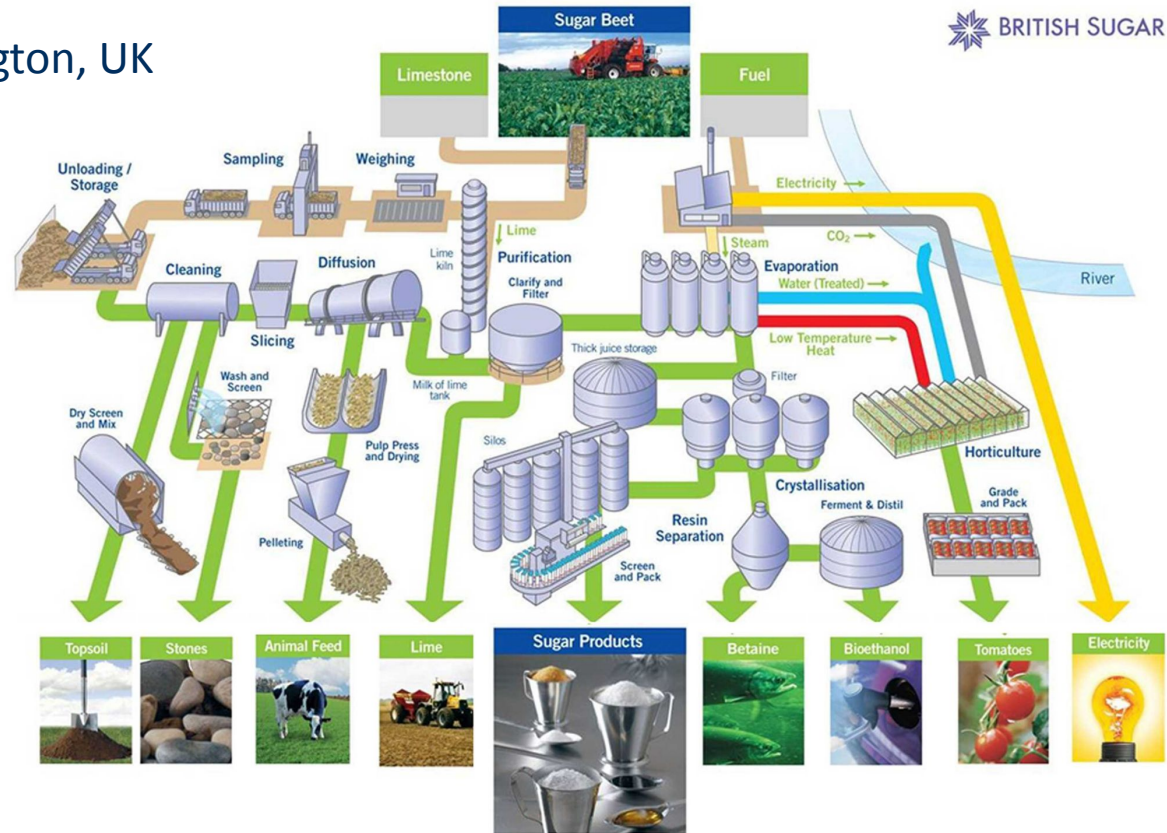 gton, UK
Sugar Beet
BRITISH SUGAR
Limestone
Fuel
Unloading /
Storage
Sampling
Weighing
Electricity
Lime
Steam
CO₂
River
Cleaning
Diffusion
Lime
kiln
Purification
Clarify and
Filter
Evaporation
Water (Treated)
Slicing
Low Temperature
Heat
Thick juice storage
Milk of lime
tank
Filter
Wash and
Screen
Dry Screen
and Mix
Pulp Press
and Drying
Silos
Horticulture
Crystallisation
Ferment & Distil
Grade
and Pack
Resin
Separation
Pelleting
Screen
and Pack
Topsoil
Stones
Animal Feed
Lime
Sugar Products
Betaine
Bioethanol
Tomatoes
Electricity